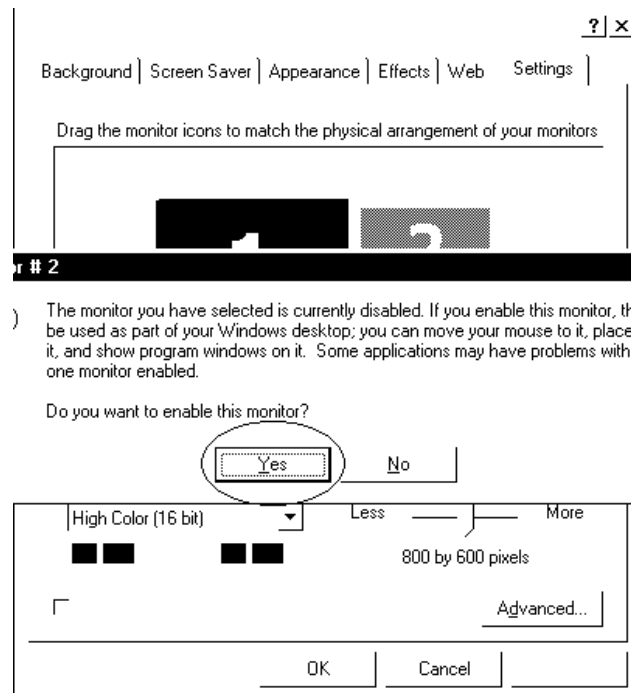 ? ×
Background Screen Saver Appearance Effects Web Settings
Drag the monitor icons to match the physical arrangement of your monitors
1 2
# 2
The monitor you have selected is currently disabled. If you enable this monitor,
be used as part of your Windows desktop; you can move your mouse to it, place
it, and show program windows on it. Some applications may have problems with
one monitor enabled.
Do you want to enable this monitor?
Yes No
High Color (16 bit) Less More
800 by 600 pixels
Advanced...
OK Cancel